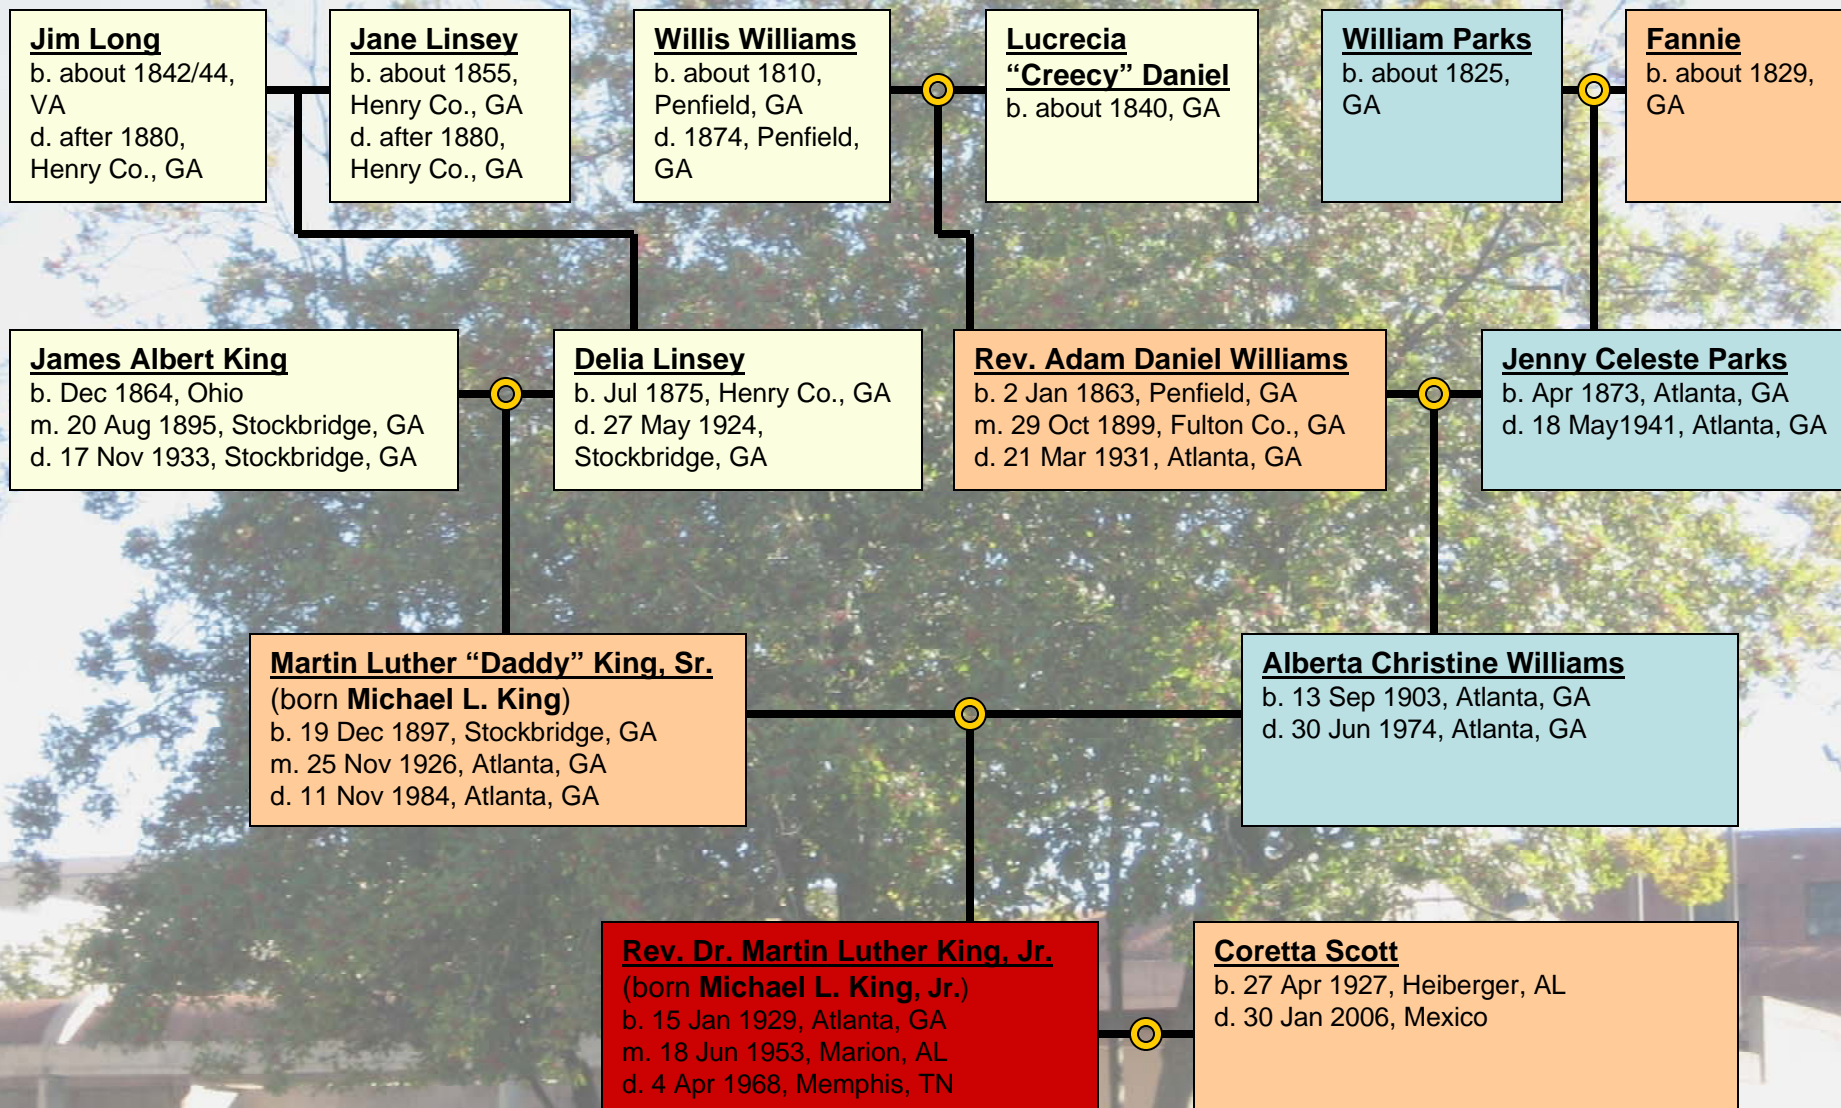 Jim Long
b. about 1842/44,
VA
d. after 1880,
Henry Co., GA
Jane Linsey
b. about 1855,
Henry Co., GA
d. after 1880,
Henry Co., GA
Willis Williams
b. about 1810,
Penfield, GA
d. 1874, Penfield,
GA
Lucrecia
“Creecy” Daniel
b. about 1840, GA
William Parks
b. about 1825,
GA
Fannie
b. about 1829,
GA
James Albert King
b. Dec 1864, Ohio
m. 20 Aug 1895, Stockbridge, GA
d. 17 Nov 1933, Stockbridge, GA
Delia Linsey
b. Jul 1875, Henry Co., GA
d. 27 May 1924,
Stockbridge, GA
Rev. Adam Daniel Williams
b. 2 Jan 1863, Penfield, GA
m. 29 Oct 1899, Fulton Co., GA
d. 21 Mar 1931, Atlanta, GA
Jenny Celeste Parks
b. Apr 1873, Atlanta, GA
d. 18 May1941, Atlanta, GA
Martin Luther “Daddy” King, Sr.
(born Michael L. King)
b. 19 Dec 1897, Stockbridge, GA
m. 25 Nov 1926, Atlanta, GA
d. 11 Nov 1984, Atlanta, GA
Alberta Christine Williams
b. 13 Sep 1903, Atlanta, GA
d. 30 Jun 1974, Atlanta, GA
Rev. Dr. Martin Luther King, Jr.
(born Michael L. King, Jr.)
b. 15 Jan 1929, Atlanta, GA
m. 18 Jun 1953, Marion, AL
d. 4 Apr 1968, Memphis, TN
Coretta Scott
b. 27 Apr 1927, Heiberger, AL
d. 30 Jan 2006, Mexico